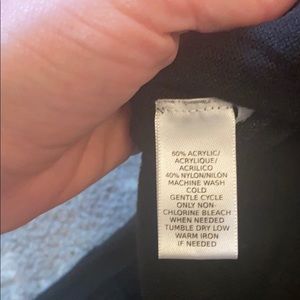 60% ACRYLIC/
ACRYLIQUE/
ACRILICO
40% NYLON/NILON
MACHINE WASH
COLD
GENTLE CYCLE
ONLY NON-
CHLORINE BLEACH
WHEN NEEDED
TUMBLE DRY LOW
WARM IRON
IF NEEDED